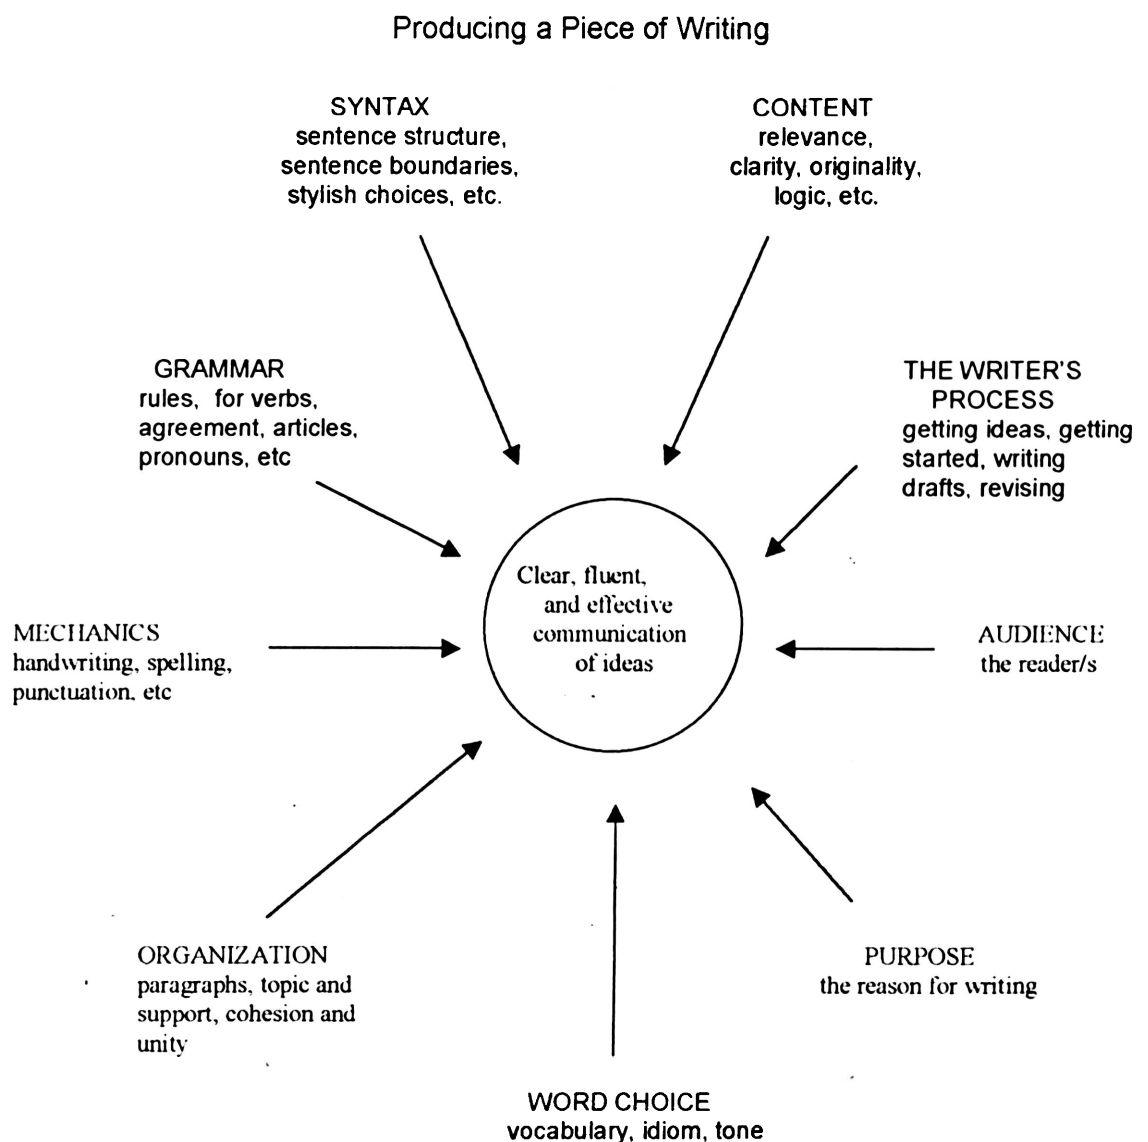 Producing a Piece of Writing
SYNTAX
sentence structure,
sentence boundaries,
stylish choices, etc.
CONTENT
relevance,
clarity, originality,
logic, etc.
GRAMMAR
rules,  for verbs,
agreement, articles,
pronouns, etc
THE WRITER'S
PROCESS
getting ideas, getting
started, writing
drafts, revising
Clear, fluent,
and effective
communication
of ideas
MECHANICS
handwriting, spelling,
punctuation, etc
AUDIENCE
the reader/s
ORGANIZATION
paragraphs, topic and
support, cohesion and
unity
PURPOSE
the reason for writing
WORD CHOICE
vocabulary, idiom, tone